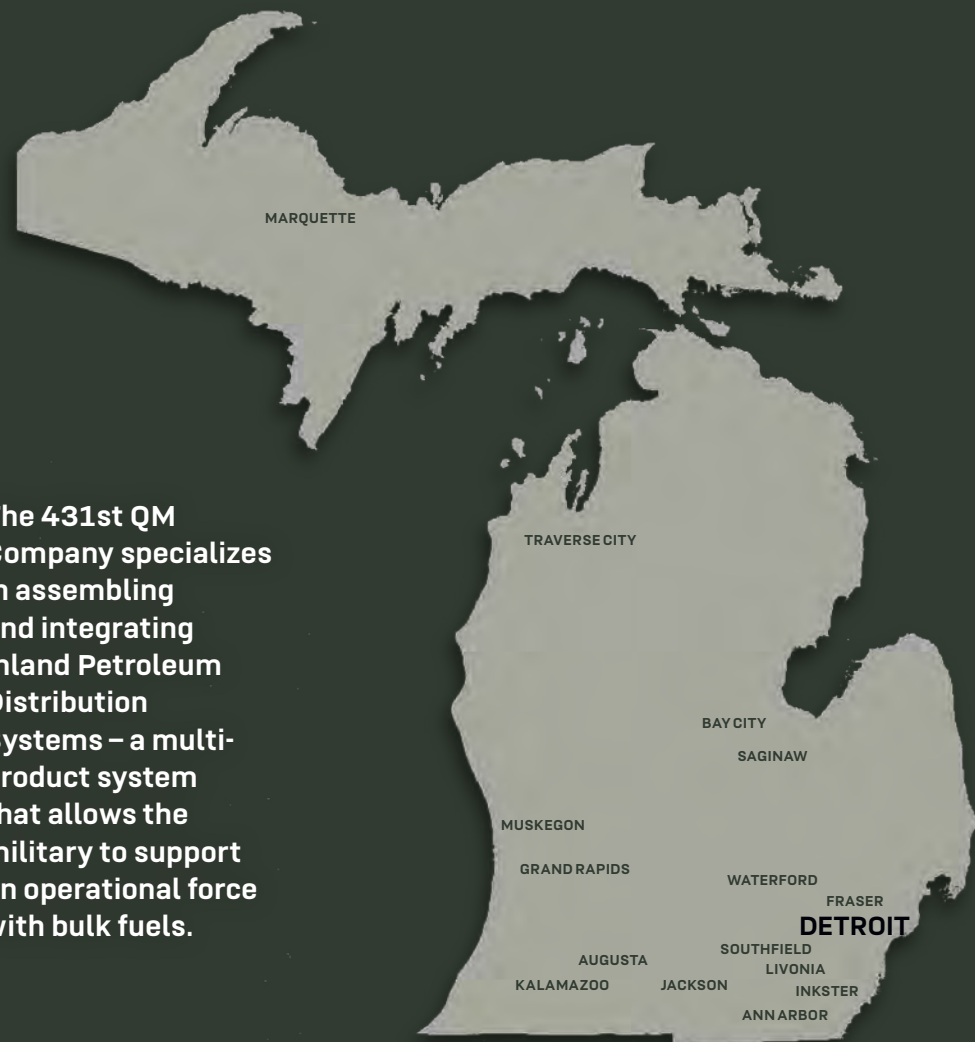 MARQUETTE
he 431st QM
ompany specializes
n assembling
nd integrating
nland Petroleum
istribution
ystems – a multi-
roduct system
hat allows the
ilitary to support
n operational force
ith bulk fuels.
TRAVERSE CITY
BAY CITY
SAGINAW
MUSKEGON
GRAND RAPIDS
WATERFORD
FRASER
DETROIT
SOUTHFIELD
AUGUSTA
LIVONIA
KALAMAZOO
JACKSON
INKSTER
ANN ARBOR